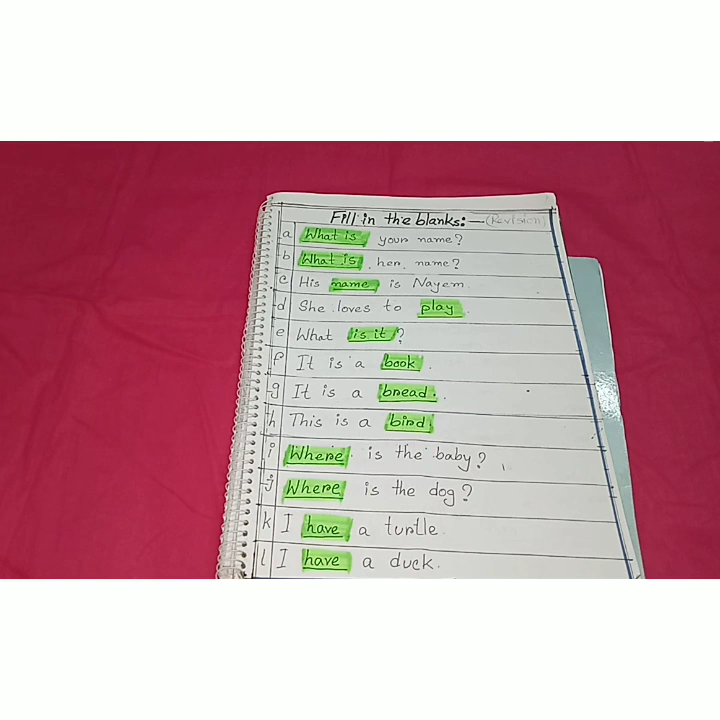 Fill in the blanks:- (Revision)
a What is your name?
b What is her name?
c His name is Nayem.
d She loves to play.
e What is it?
f It is a book.
g It is a bread.
h This is a bird.
i Where is the baby?
j Where is the dog?
k I have a turtle.
l I have a duck.